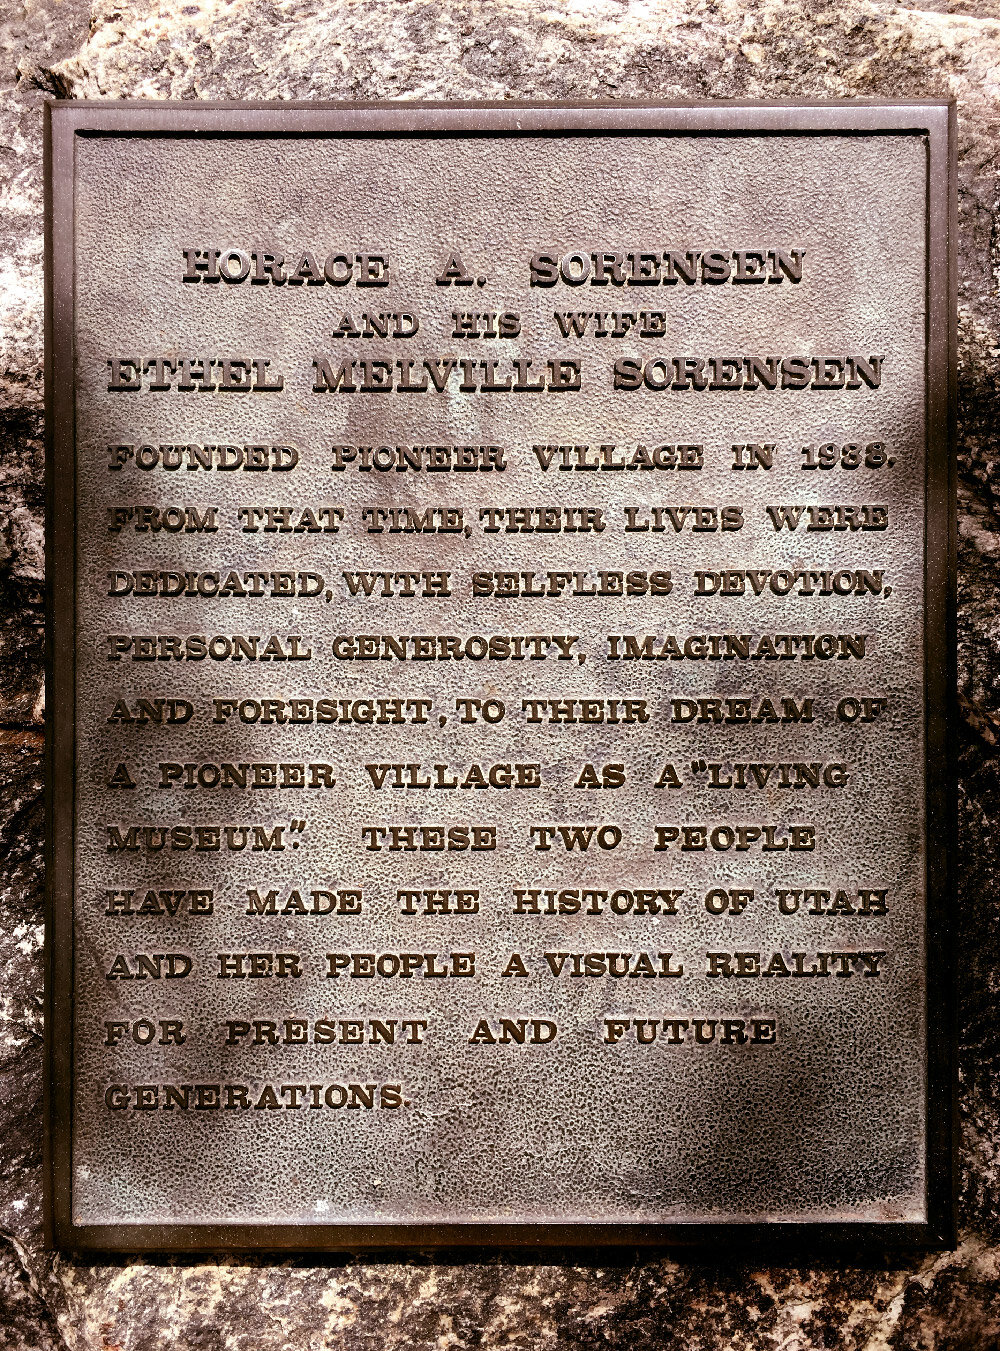 HORACE A. SORENSEN
AND HIS WIFE
ETHEL MELVILLE SORENSEN
FOUNDED PIONEER VILLAGE IN 1938.
FROM THAT TIME, THEIR LIVES WERE
DEDICATED, WITH SELFLESS DEVOTION,
PERSONAL GENEROSITY, IMAGINATION
AND FORESIGHT, TO THEIR DREAM OF
A PIONEER VILLAGE AS A "LIVING
MUSEUM". THESE TWO PEOPLE
HAVE MADE THE HISTORY OF UTAH
AND HER PEOPLE A VISUAL REALITY
FOR PRESENT AND FUTURE
GENERATIONS.